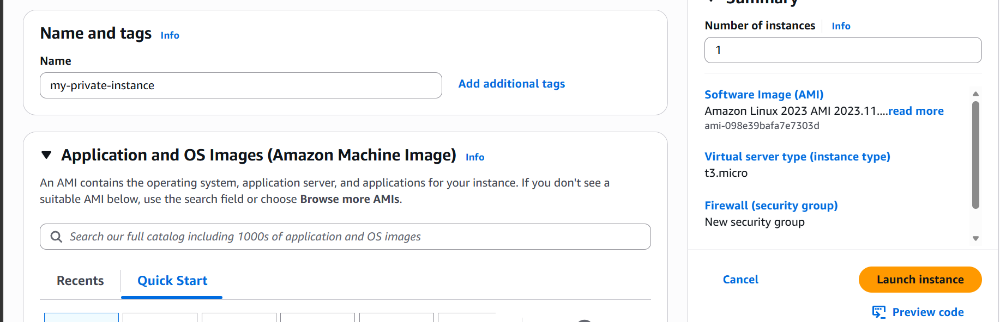 Name and tags Info
Name
my-private-instance
Add additional tags
Application and OS Images (Amazon Machine Image) Info
An AMI contains the operating system, application server, and applications for your instance. If you don't see a
suitable AMI below, use the search field or choose Browse more AMIs.
Search our full catalog including 1000s of application and OS images
Recents
Quick Start
Summary
Number of instances Info
1
Software Image (AMI)
Amazon Linux 2023 AMI 2023.11....read more
ami-098e39bafa7e7303d
Virtual server type (instance type)
t3.micro
Firewall (security group)
New security group
Cancel
Launch instance
Preview code